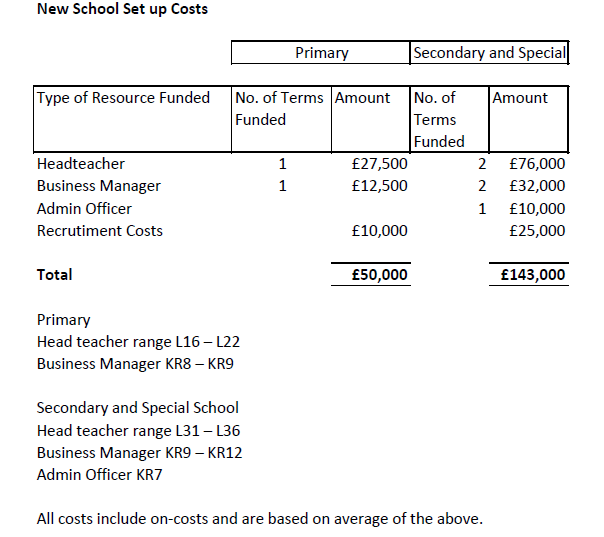 New School Set up Costs
Primary Secondary and Special
Type of Resource Funded No. of Terms Amount No. of Amount
Funded Terms
Funded
Headteacher 1 £27,500 2 £76,000
Business Manager 1 £12,500 2 £32,000
Admin Officer 1 £10,000
Recrutiment Costs £10,000 £25,000
Total £50,000 £143,000
Primary
Head teacher range L16 – L22
Business Manager KR8 – KR9
Secondary and Special School
Head teacher range L31 – L36
Business Manager KR9 – KR12
Admin Officer KR7
All costs include on-costs and are based on average of the above.